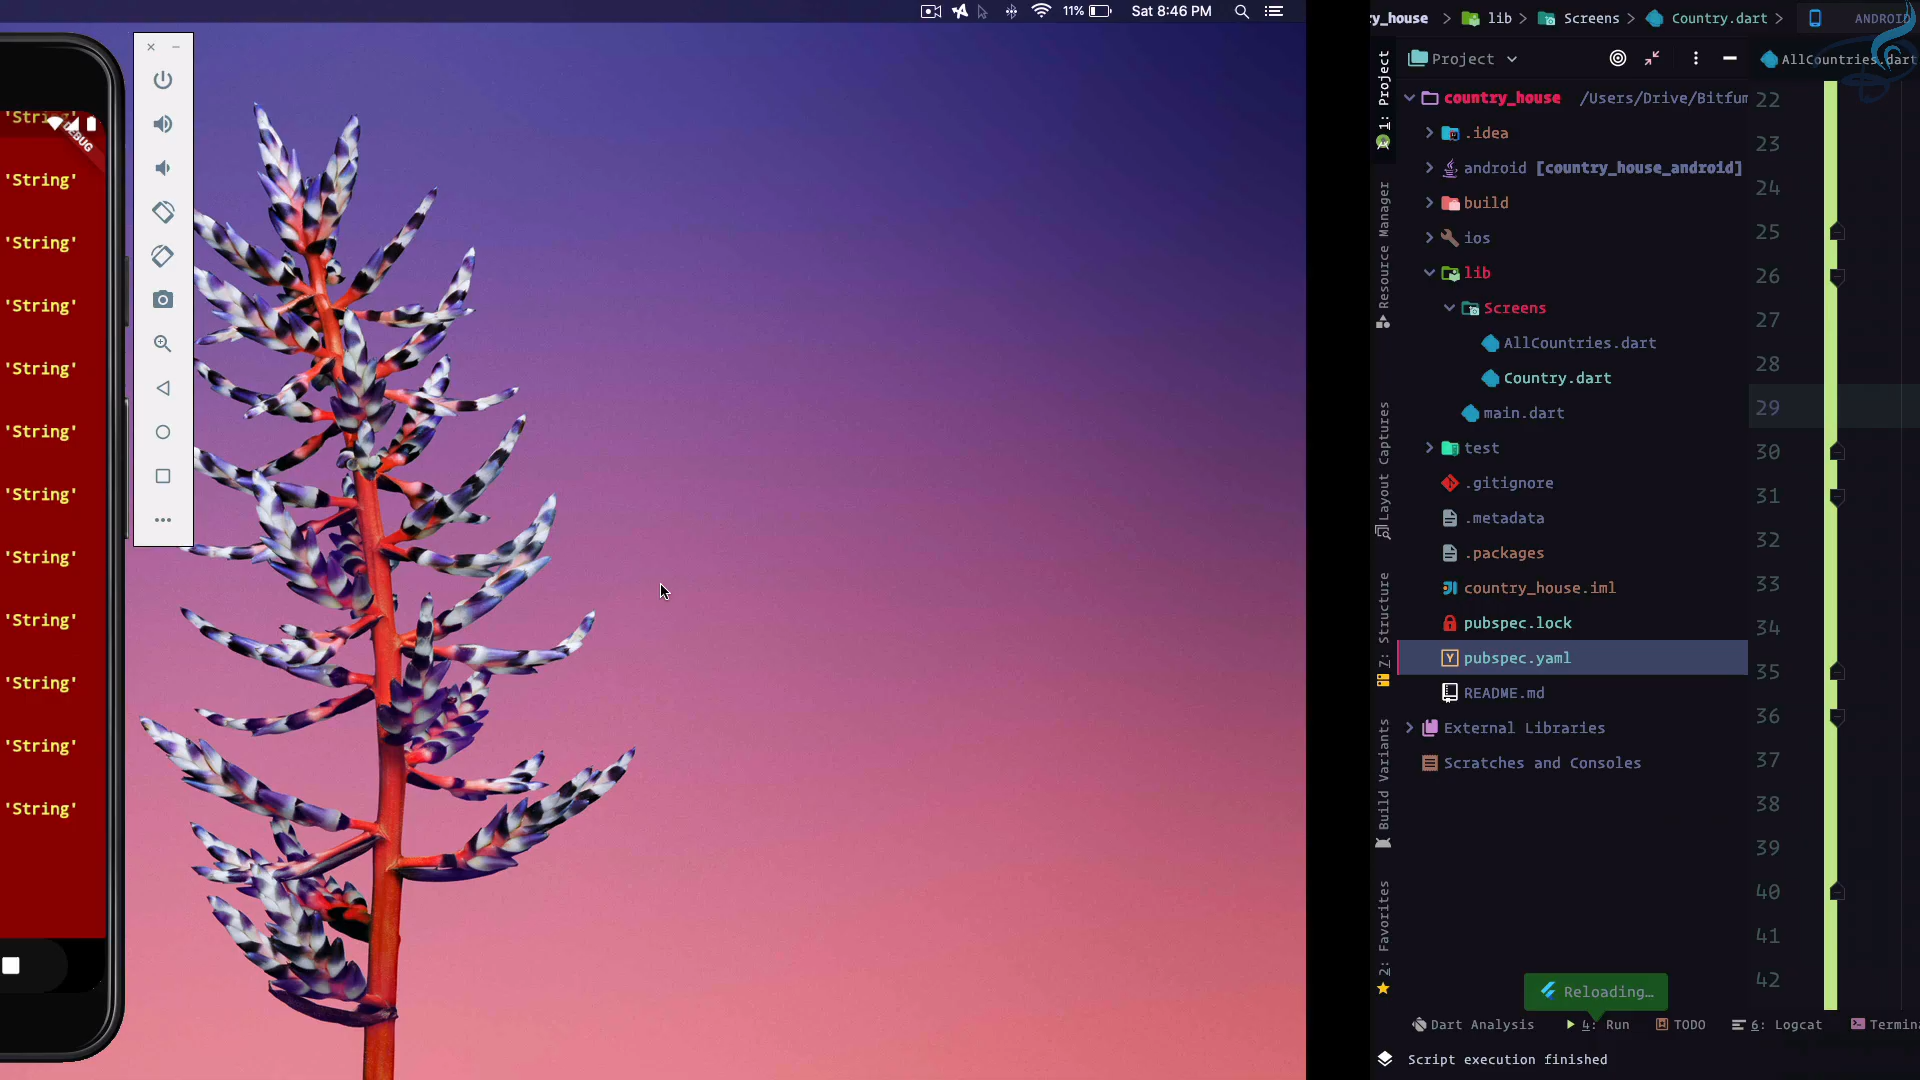 11%
Sat 8:46 PM
'String'
DEBUG
'String'
'String'
'String'
'String'
'String'
'String'
'String'
'String'
'String'
'String'
'String'
ry_house
lib
Screens
Country.dart
ANDROID
Project
AllCountries.dart
1: Project
Resource Manager
Layout Captures
Z: Structure
Build Variants
2: Favorites
country_house /Users/Drive/Bitfum
.idea
android [country_house_android]
build
ios
lib
Screens
AllCountries.dart
Country.dart
main.dart
test
.gitignore
.metadata
.packages
country_house.iml
pubspec.lock
pubspec.yaml
README.md
External Libraries
Scratches and Consoles
22
23
24
25
26
27
28
29
30
31
32
33
34
35
36
37
38
39
40
41
42
Reloading…
Dart Analysis
4: Run
TODO
6: Logcat
Termin
Script execution finished